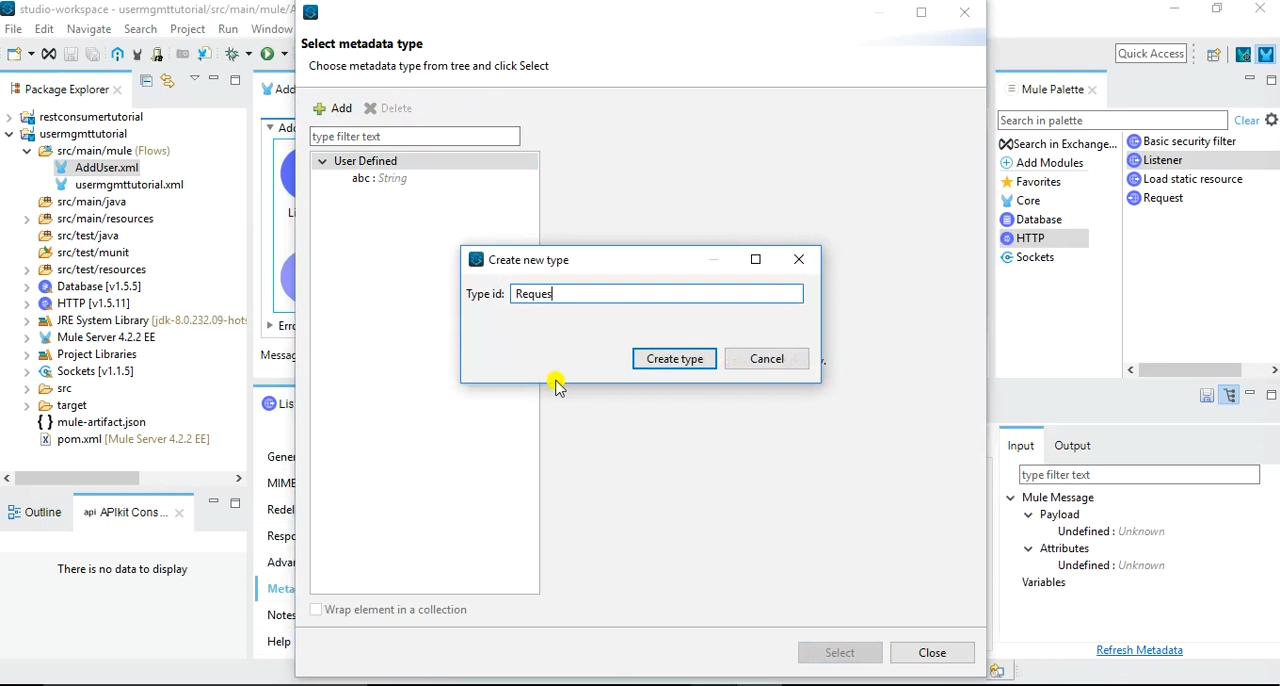 studio-workspace - usermgmttutorial/src/main/mule/A
File Edit Navigate Search Project Run Window
Quick Access
Package Explorer
restconsumertutorial
usermgmttutorial
src/main/mule (Flows)
AddUser.xml
usermgmttutorial.xml
src/main/java
src/main/resources
src/test/java
src/test/munit
src/test/resources
Database [v1.5.5]
HTTP [v1.5.11]
JRE System Library [jdk-8.0.232.09-hots
Mule Server 4.2.2 EE
Project Libraries
Sockets [v1.1.5]
src
target
mule-artifact.json
pom.xml [Mule Server 4.2.2 EE]
Outline
api APIkit Cons...
There is no data to display
Add
Add
Li
Erro
Messag
Lis
Gener
MIME
Redel
Respo
Advan
Meta
Notes
Help
Select metadata type
Choose metadata type from tree and click Select
Add Delete
type filter text
User Defined
abc : String
Wrap element in a collection
Select Close
Create new type
Type id: Reques
Create type Cancel
y.
Mule Palette
Search in palette
Clear
Search in Exchange...
Add Modules
Favorites
Core
Database
HTTP
Sockets
Basic security filter
Listener
Load static resource
Request
Input Output
type filter text
Mule Message
Payload
Undefined : Unknown
Attributes
Undefined : Unknown
Variables
Refresh Metadata